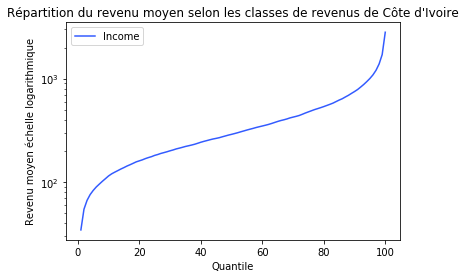 Répartition du revenu moyen selon les classes de revenus de Côte d'Ivoire
Income
Revenu moyen échelle logarithmique
10³
10²
0 20 40 60 80 100
Quantile